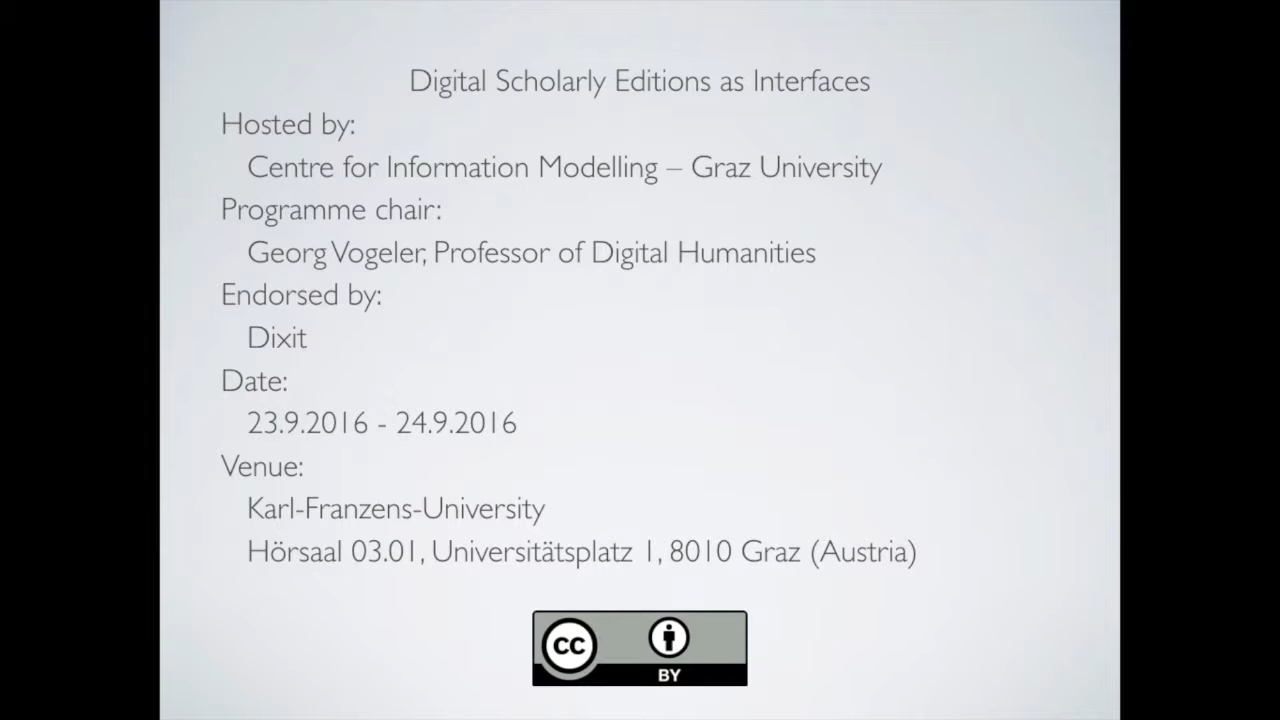 Digital Scholarly Editions as Interfaces
Hosted by:
Centre for Information Modelling – Graz University
Programme chair:
Georg Vogeler, Professor of Digital Humanities
Endorsed by:
Dixit
Date:
23.9.2016 - 24.9.2016
Venue:
Karl-Franzens-University
Hörsaal 03.01, Universitätsplatz 1, 8010 Graz (Austria)
CC
BY